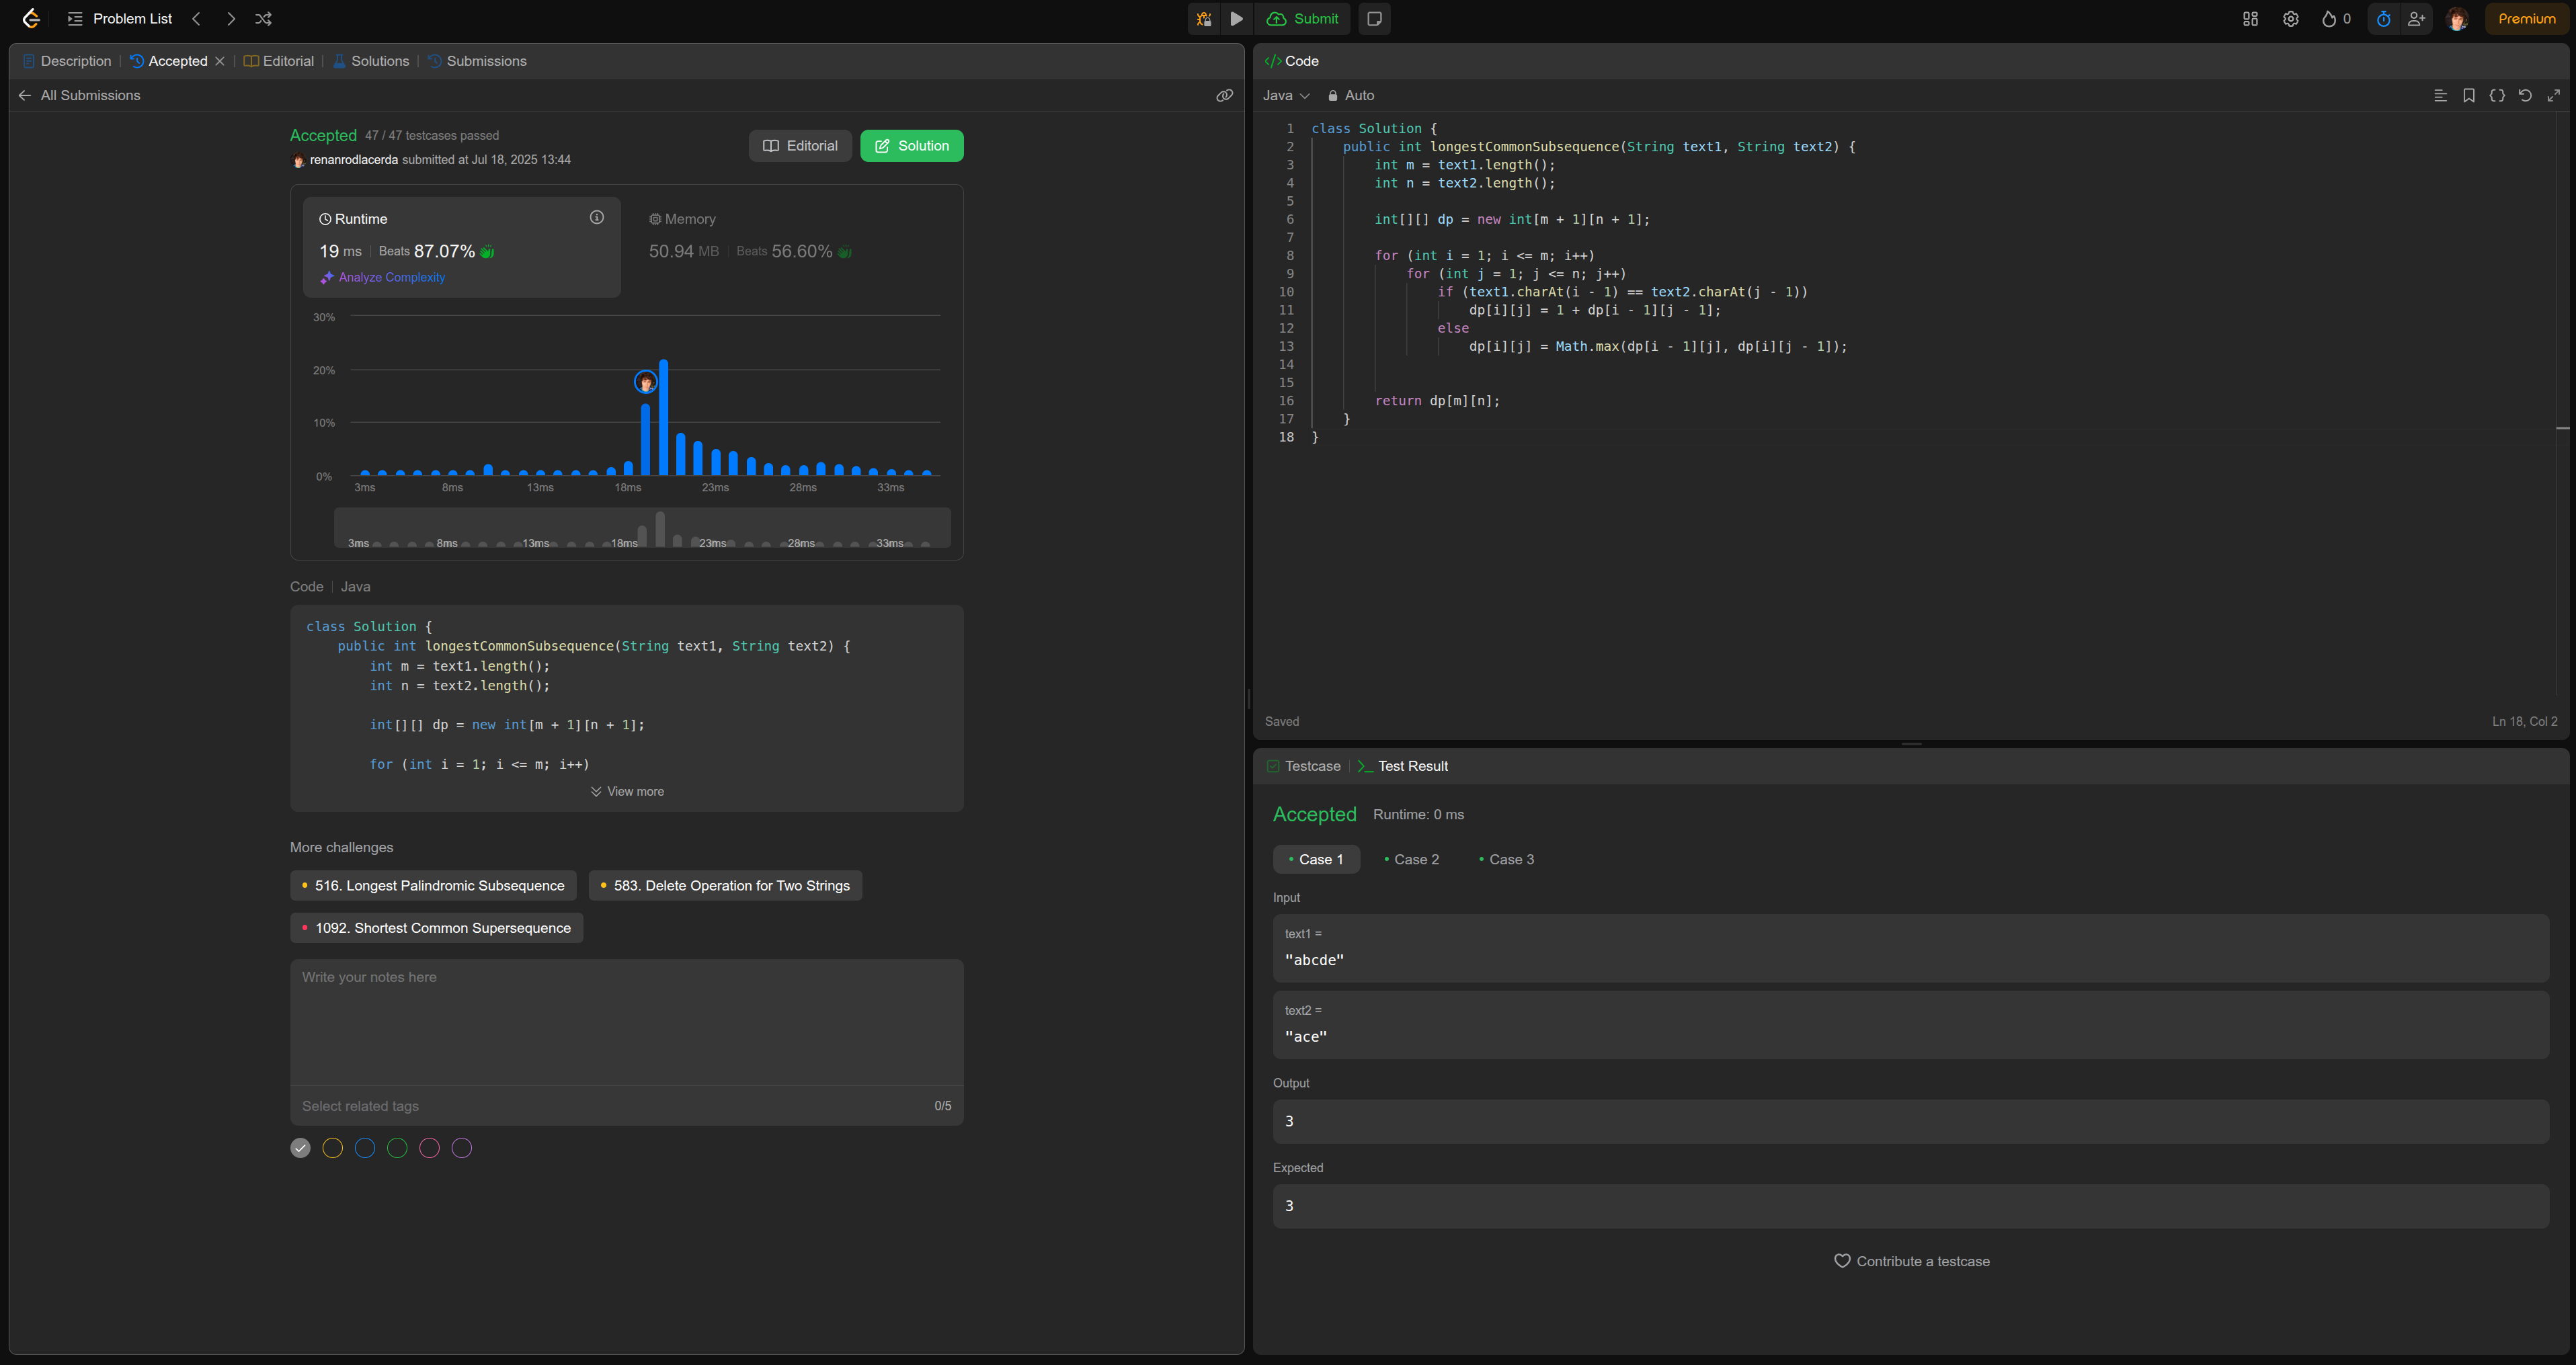 Problem List
Submit
0
Premium
Description
Accepted
Editorial
Solutions
Submissions
All Submissions
Accepted 47 / 47 testcases passed
renanrodlacerda submitted at Jul 18, 2025 13:44
Editorial
Solution
Runtime
19 ms
Beats 87.07%
Analyze Complexity
Memory
50.94 MB
Beats 56.60%
30%
20%
10%
0%
3ms 8ms 13ms 18ms 23ms 28ms 33ms
3ms 8ms 13ms 18ms 23ms 28ms 33ms
Code
Java
class Solution {
    public int longestCommonSubsequence(String text1, String text2) {
        int m = text1.length();
        int n = text2.length();
        int[][] dp = new int[m + 1][n + 1];
        for (int i = 1; i <= m; i++)
View more
More challenges
516. Longest Palindromic Subsequence
583. Delete Operation for Two Strings
1092. Shortest Common Supersequence
Write your notes here
Select related tags
0/5
</> Code
Java
Auto
1 class Solution {
2     public int longestCommonSubsequence(String text1, String text2) {
3         int m = text1.length();
4         int n = text2.length();
5
6         int[][] dp = new int[m + 1][n + 1];
7
8         for (int i = 1; i <= m; i++)
9             for (int j = 1; j <= n; j++)
10                 if (text1.charAt(i - 1) == text2.charAt(j - 1))
11                     dp[i][j] = 1 + dp[i - 1][j - 1];
12                 else
13                     dp[i][j] = Math.max(dp[i - 1][j], dp[i][j - 1]);
14
15
16         return dp[m][n];
17     }
18 }
Saved
Ln 18, Col 2
Testcase
>_ Test Result
Accepted
Runtime: 0 ms
Case 1
Case 2
Case 3
Input
text1 =
"abcde"
text2 =
"ace"
Output
3
Expected
3
Contribute a testcase